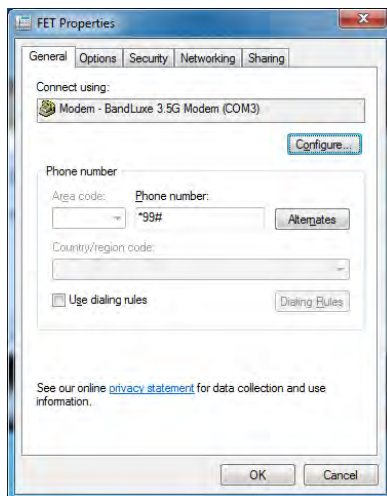 FET Properties
General Options Security Networking Sharing
Connect using:
Modem - BandLuxe 3.5G Modem (COM3)
Configure...
Phone number
Area code: Phone number:
*99# Alternates
Country/region code:
Use dialing rules Dialing Rules
See our online privacy statement for data collection and use
information.
OK Cancel